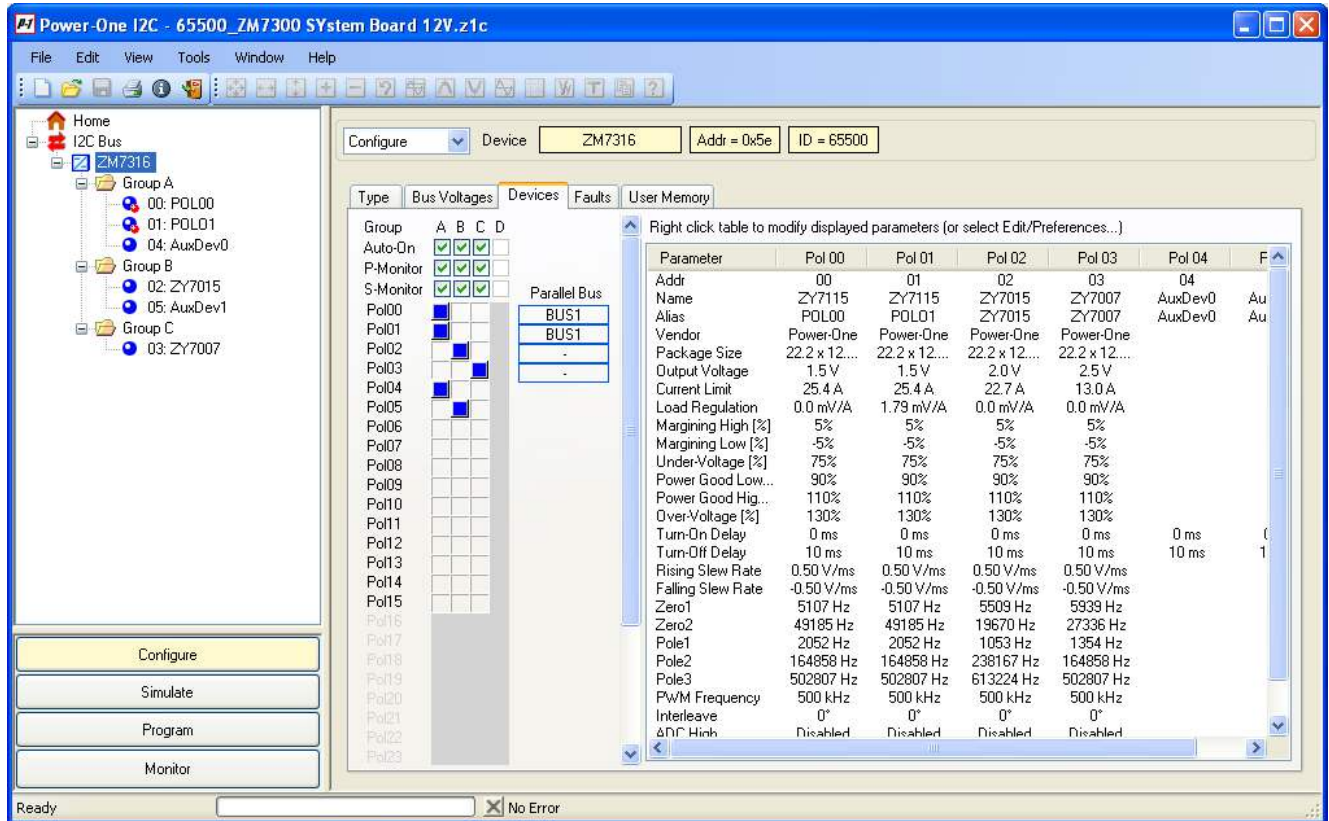 Power-One I2C - 65500_ZM7300 SYstem Board 12V.z1c
File Edit View Tools Window Help
Home
I2C Bus
ZM7316
Group A
00: POL00
01: POL01
04: AuxDev0
Group B
02: ZY7015
05: AuxDev1
Group C
03: ZY7007
Configure
Simulate
Program
Monitor
Configure Device ZM7316 Addr = 0x5e ID = 65500
Type Bus Voltages Devices Faults User Memory
Group A B C D
Auto-On
P-Monitor
S-Monitor Parallel Bus
Pol00 BUS1
Pol01 BUS1
Pol02 -
Pol03 -
Pol04
Pol05
Pol06
Pol07
Pol08
Pol09
Pol10
Pol11
Pol12
Pol13
Pol14
Pol15
Pol16
Pol17
Pol18
Pol19
Pol20
Pol21
Pol22
Pol23
Right click table to modify displayed parameters (or select Edit/Preferences...)
Parameter Pol 00 Pol 01 Pol 02 Pol 03 Pol 04 F
Addr 00 01 02 03 04
Name ZY7115 ZY7115 ZY7015 ZY7007 AuxDev0 Au
Alias POL00 POL01 ZY7015 ZY7007 AuxDev0 Au
Vendor Power-One Power-One Power-One Power-One
Package Size 22.2 x 12.... 22.2 x 12.... 22.2 x 12.... 22.2 x 12....
Output Voltage 1.5 V 1.5 V 2.0 V 2.5 V
Current Limit 25.4 A 25.4 A 22.7 A 13.0 A
Load Regulation 0.0 mV/A 1.79 mV/A 0.0 mV/A 0.0 mV/A
Margining High [%] 5% 5% 5% 5%
Margining Low [%] -5% -5% -5% -5%
Under-Voltage [%] 75% 75% 75% 75%
Power Good Low... 90% 90% 90% 90%
Power Good Hig... 110% 110% 110% 110%
Over-Voltage [%] 130% 130% 130% 130%
Turn-On Delay 0 ms 0 ms 0 ms 0 ms 0 ms
Turn-Off Delay 10 ms 10 ms 10 ms 10 ms 10 ms 1
Rising Slew Rate 0.50 V/ms 0.50 V/ms 0.50 V/ms 0.50 V/ms
Falling Slew Rate -0.50 V/ms -0.50 V/ms -0.50 V/ms -0.50 V/ms
Zero1 5107 Hz 5107 Hz 5509 Hz 5939 Hz
Zero2 49185 Hz 49185 Hz 19670 Hz 27336 Hz
Pole1 2052 Hz 2052 Hz 1053 Hz 1354 Hz
Pole2 164858 Hz 164858 Hz 238167 Hz 164858 Hz
Pole3 502807 Hz 502807 Hz 613224 Hz 502807 Hz
PWM Frequency 500 kHz 500 kHz 500 kHz 500 kHz
Interleave 0° 0° 0° 0°
ADC High Disabled Disabled Disabled Disabled
Ready No Error